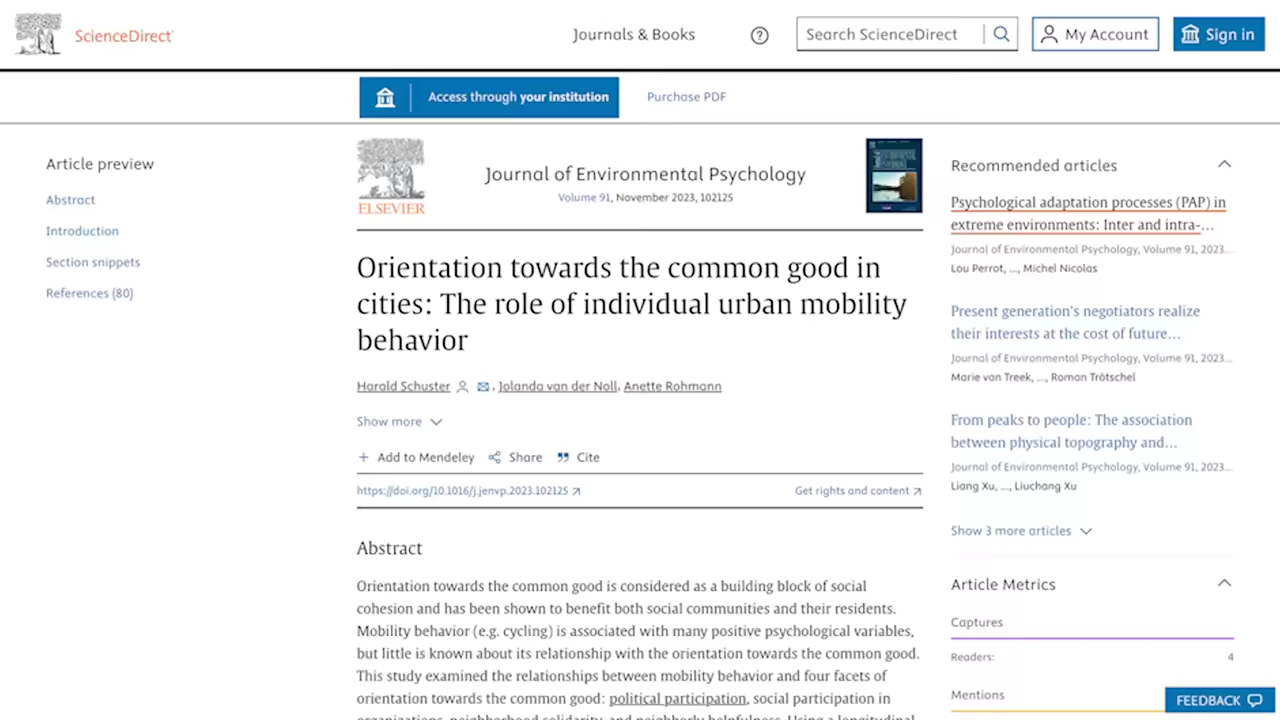 ScienceDirect
Journals & Books
Search ScienceDirect
My Account
Sign in
Access through your institution
Purchase PDF
Article preview
Abstract
Introduction
Section snippets
References (80)
ELSEVIER
Journal of Environmental Psychology
Volume 91, November 2023, 102125
Orientation towards the common good in
cities: The role of individual urban mobility
behavior
Harald Schuster, Jolanda van der Noll, Anette Rohmann
Show more
+ Add to Mendeley Share Cite
https://doi.org/10.1016/j.jenvp.2023.102125
Get rights and content
Abstract
Orientation towards the common good is considered as a building block of social
cohesion and has been shown to benefit both social communities and their residents.
Mobility behavior (e.g. cycling) is associated with many positive psychological variables,
but little is known about its relationship with the orientation towards the common good.
This study examined the relationships between mobility behavior and four facets of
orientation towards the common good: political participation, social participation in
organizations, neighborhood solidarity, and neighborly helpfulness. Using a longitudinal
Recommended articles
Psychological adaptation processes (PAP) in
extreme environments: Inter and intra-…
Journal of Environmental Psychology, Volume 91, 2023…
Lou Perrot, …, Michel Nicolas
Present generation's negotiators realize
their interests at the cost of future…
Journal of Environmental Psychology, Volume 91, 2023…
Marie van Treek, …, Roman Trötschel
From peaks to people: The association
between physical topography and…
Journal of Environmental Psychology, Volume 91, 2023…
Liang Xu, …, Liuchang Xu
Show 3 more articles
Article Metrics
Captures
Readers: 4
Mentions
FEEDBACK